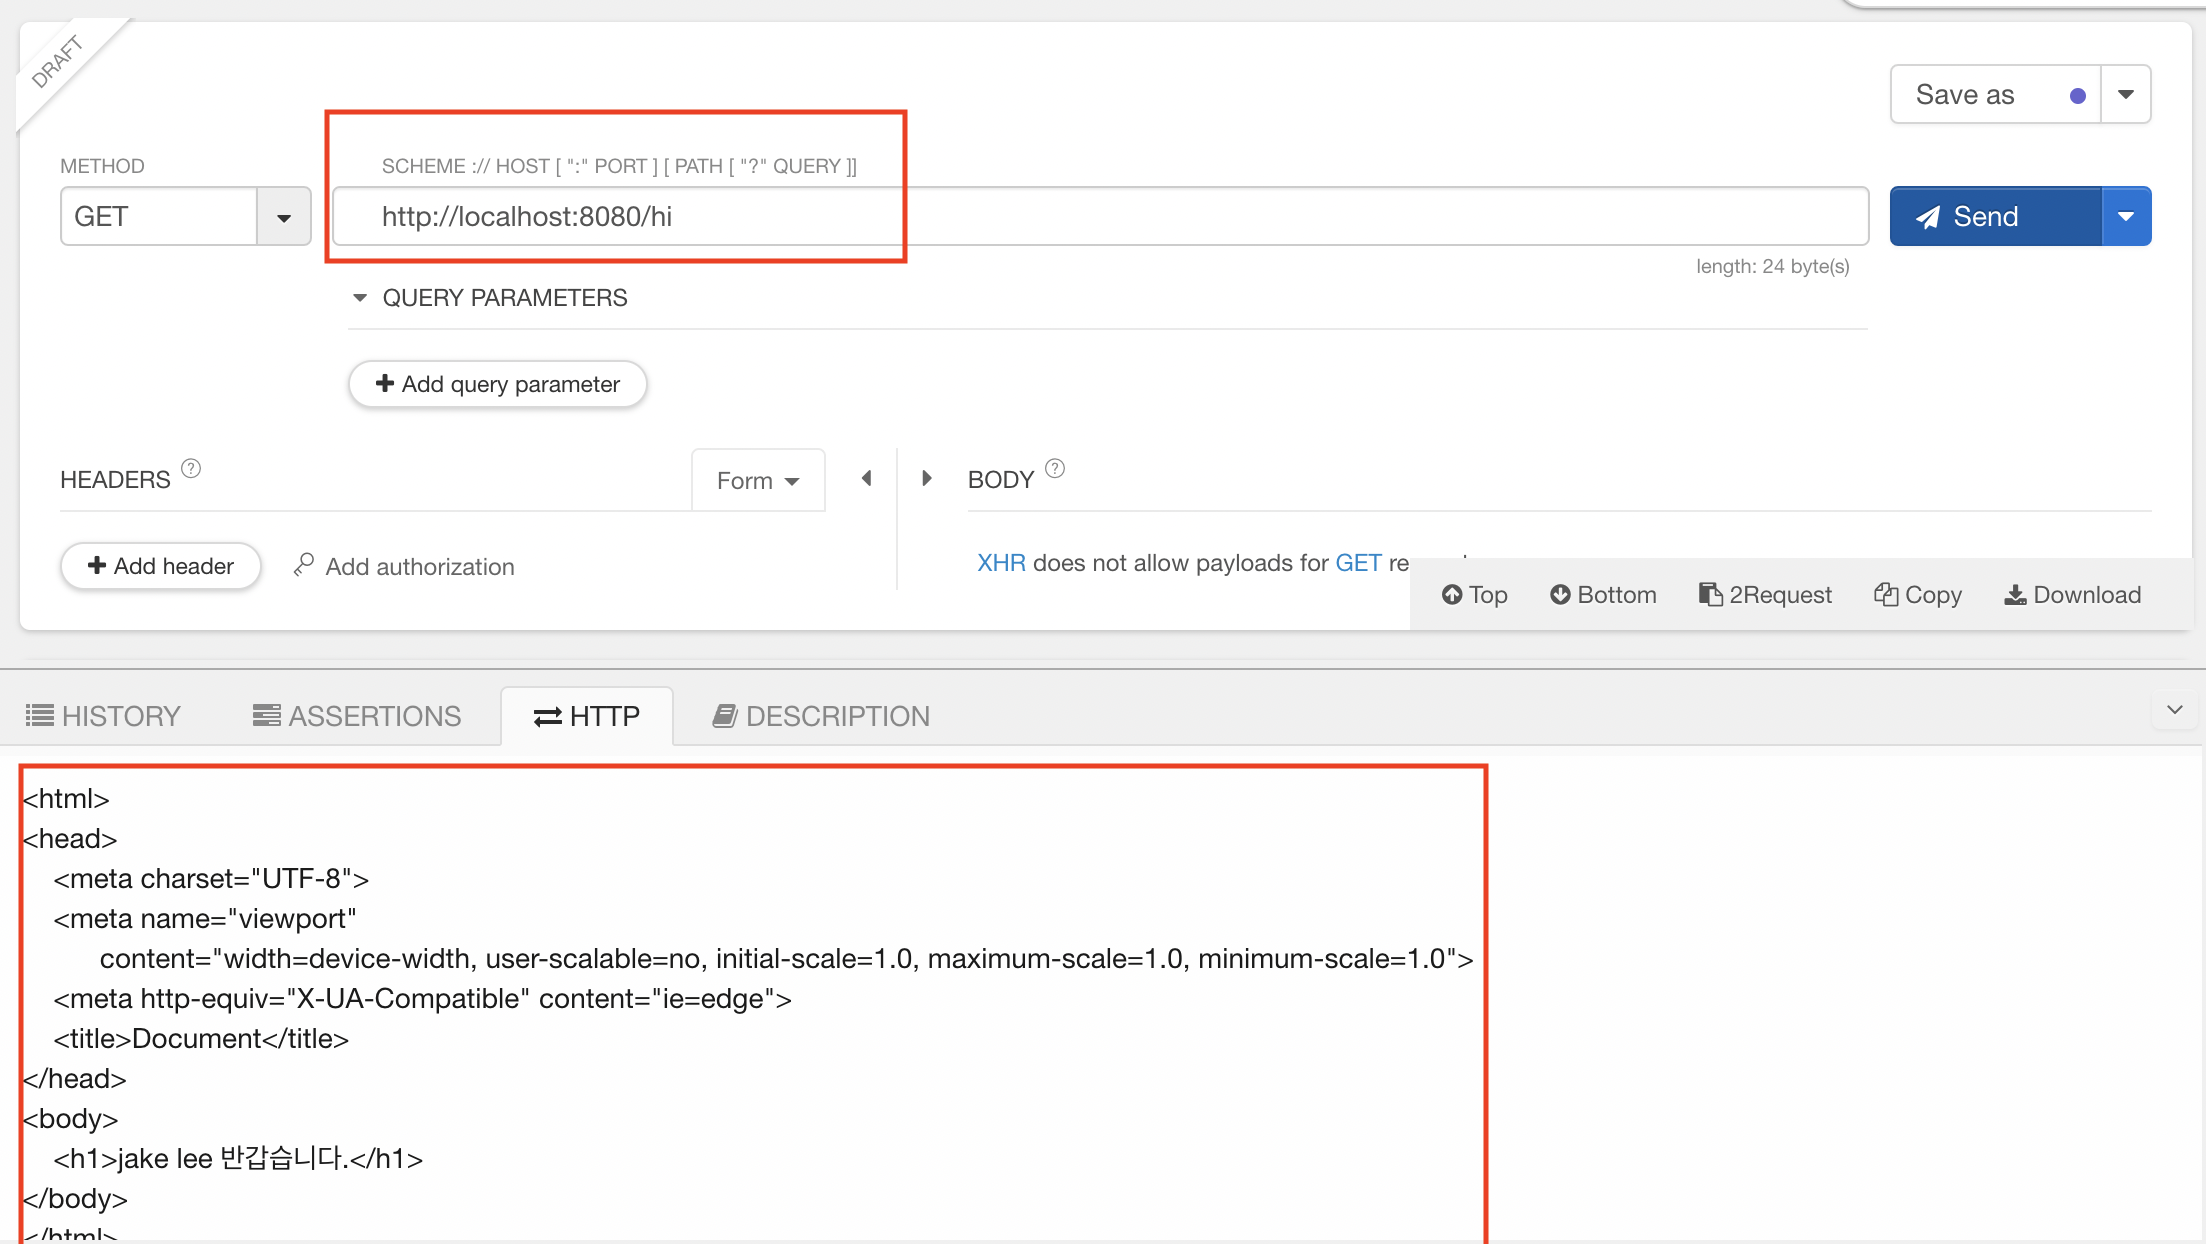 DRAFT
Save as
METHOD
SCHEME :// HOST [ ":" PORT ] [ PATH [ "?" QUERY ]]
GET
http://localhost:8080/hi
Send
length: 24 byte(s)
QUERY PARAMETERS
Add query parameter
HEADERS
Form
BODY
Add header
Add authorization
XHR does not allow payloads for GET
Top
Bottom
2Request
Copy
Download
HISTORY
ASSERTIONS
HTTP
DESCRIPTION
<html>
<head>
<meta charset="UTF-8">
<meta name="viewport"
content="width=device-width, user-scalable=no, initial-scale=1.0, maximum-scale=1.0, minimum-scale=1.0">
<meta http-equiv="X-UA-Compatible" content="ie=edge">
<title>Document</title>
</head>
<body>
<h1>jake lee 반갑습니다.</h1>
</body>
</html>